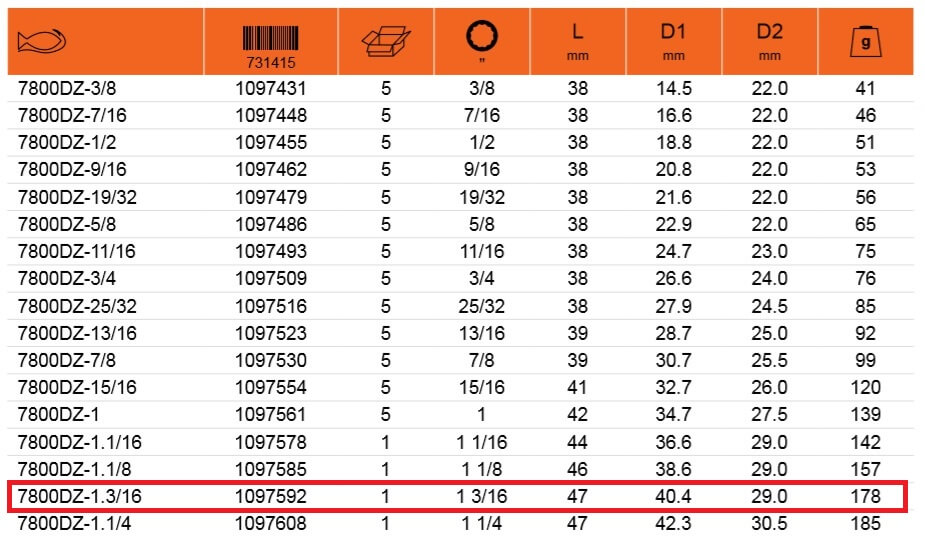 L D1 D2 g
731415 ” mm mm mm
7800DZ-3/8 1097431 5 3/8 38 14.5 22.0 41
7800DZ-7/16 1097448 5 7/16 38 16.6 22.0 46
7800DZ-1/2 1097455 5 1/2 38 18.8 22.0 51
7800DZ-9/16 1097462 5 9/16 38 20.8 22.0 53
7800DZ-19/32 1097479 5 19/32 38 21.6 22.0 56
7800DZ-5/8 1097486 5 5/8 38 22.9 22.0 65
7800DZ-11/16 1097493 5 11/16 38 24.7 23.0 75
7800DZ-3/4 1097509 5 3/4 38 26.6 24.0 76
7800DZ-25/32 1097516 5 25/32 38 27.9 24.5 85
7800DZ-13/16 1097523 5 13/16 39 28.7 25.0 92
7800DZ-7/8 1097530 5 7/8 39 30.7 25.5 99
7800DZ-15/16 1097554 5 15/16 41 32.7 26.0 120
7800DZ-1 1097561 5 1 42 34.7 27.5 139
7800DZ-1.1/16 1097578 1 1 1/16 44 36.6 29.0 142
7800DZ-1.1/8 1097585 1 1 1/8 46 38.6 29.0 157
7800DZ-1.3/16 1097592 1 1 3/16 47 40.4 29.0 178
7800DZ-1.1/4 1097608 1 1 1/4 47 42.3 30.5 185